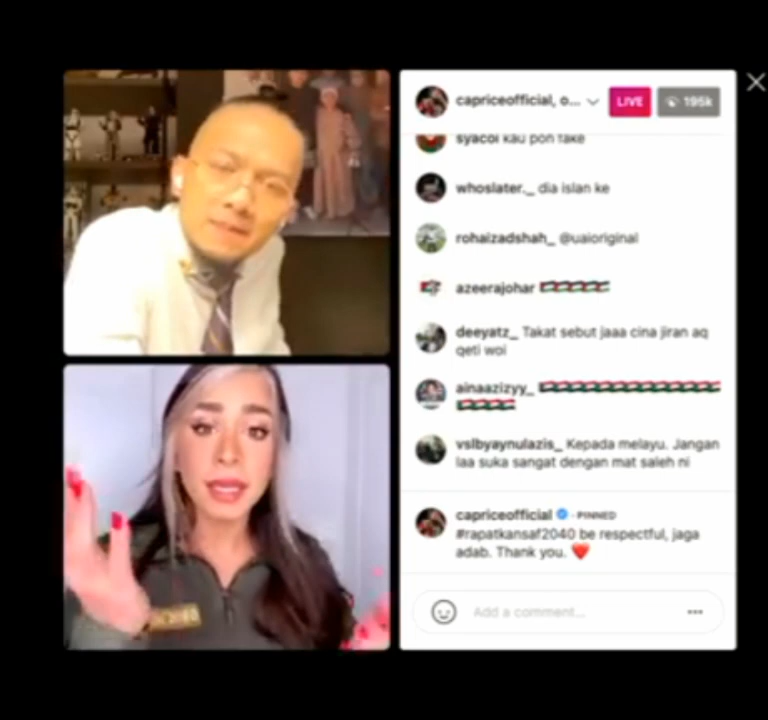 capriceofficial, o...
LIVE
195k
syacol kau pon fake
whoslater._ dia islan ke
rohaizadshah_ @uaioriginal
azeerajohar
deeyatz_ Takat sebut jaaa cina jiran aq
qeti woi
ainaazizyy_
vslbyaynulazis_ Kepada melayu. Jangan
laa suka sangat dengan mat saleh ni
capriceofficial · PINNED
#rapatkansaf2040 be respectful, jaga
adab. Thank you. ❤️
Add a comment...